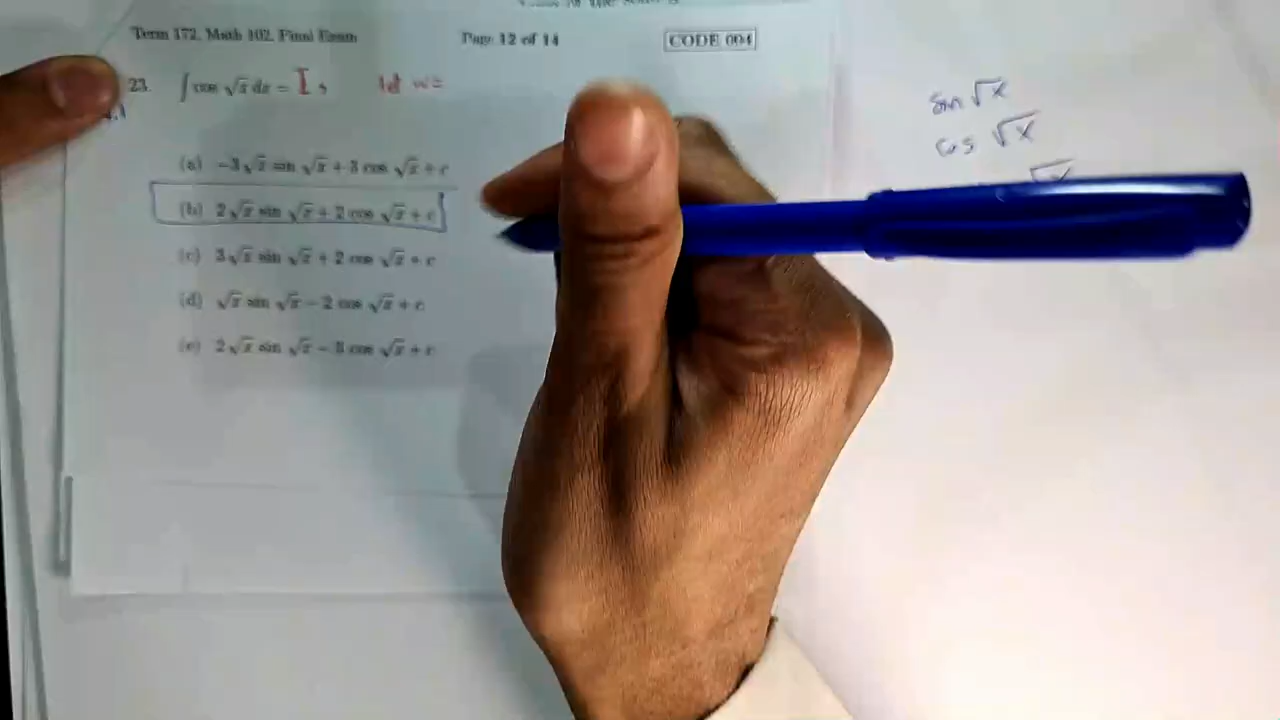 Term 172, Math 102, Final Exam Page 12 of 14 CODE 004
23. ∫ cos √x dx = I , let w=
(a) -3√x sin √x + 3 cos √x + c
(b) 2√x sin √x + 2 cos √x + c
(c) 3√x sin √x + 2 cos √x + c
(d) √x sin √x - 2 cos √x + c
(e) 2√x sin √x - 3 cos √x + c
sin √x
cos √x
√x